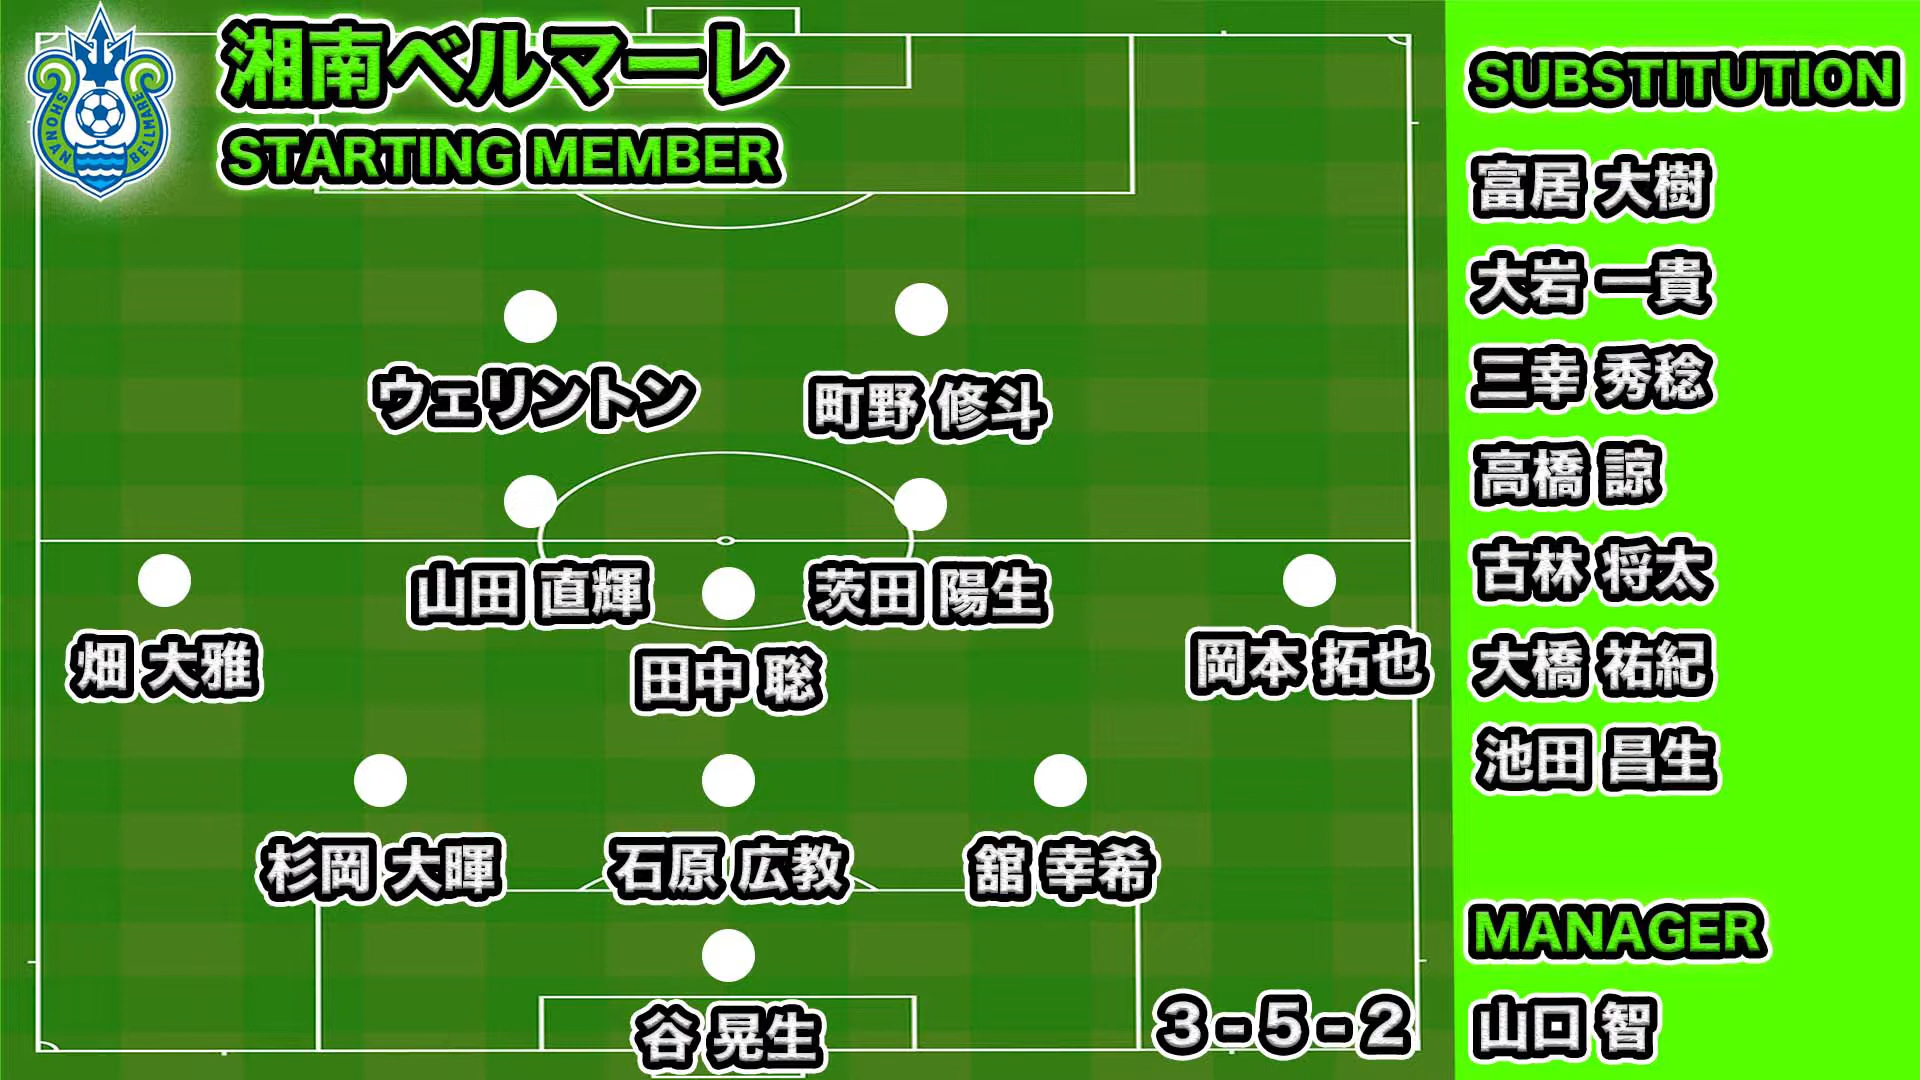 湘南ベルマーレ
STARTING MEMBER
SHONAN BELLMARE
ウェリントン
町野 修斗
山田 直輝
茨田 陽生
畑 大雅
田中 聡
岡本 拓也
杉岡 大暉
石原 広教
舘 幸希
谷 晃生
3-5-2
SUBSTITUTION
富居 大樹
大岩 一貴
三幸 秀稔
高橋 諒
古林 将太
大橋 祐紀
池田 昌生
MANAGER
山口 智